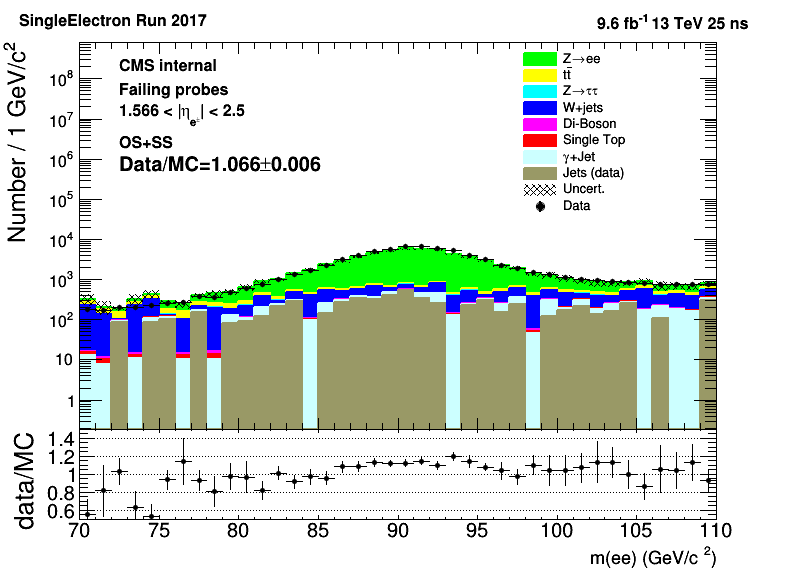 SingleElectron Run 2017
9.6 fb⁻¹ 13 TeV 25 ns
Number / 1 GeV/c²
CMS internal
Failing probes
1.566 < |η_e±| < 2.5
OS+SS
Data/MC=1.066±0.006
Z→ee
tt̄
Z→ττ
W+jets
Di-Boson
Single Top
γ+Jet
Jets (data)
Uncert.
Data
10⁸
10⁷
10⁶
10⁵
10⁴
10³
10²
10
1
data/MC
1.4
1.2
1
0.8
0.6
70 75 80 85 90 95 100 105 110
m(ee) (GeV/c ²)